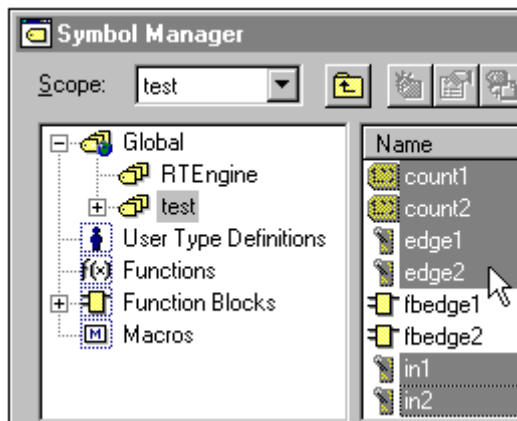 Symbol Manager
Scope: test
Global
RTEngine
test
User Type Definitions
f(x) Functions
Function Blocks
M Macros
Name
count1
count2
edge1
edge2
fbedge1
fbedge2
in1
in2